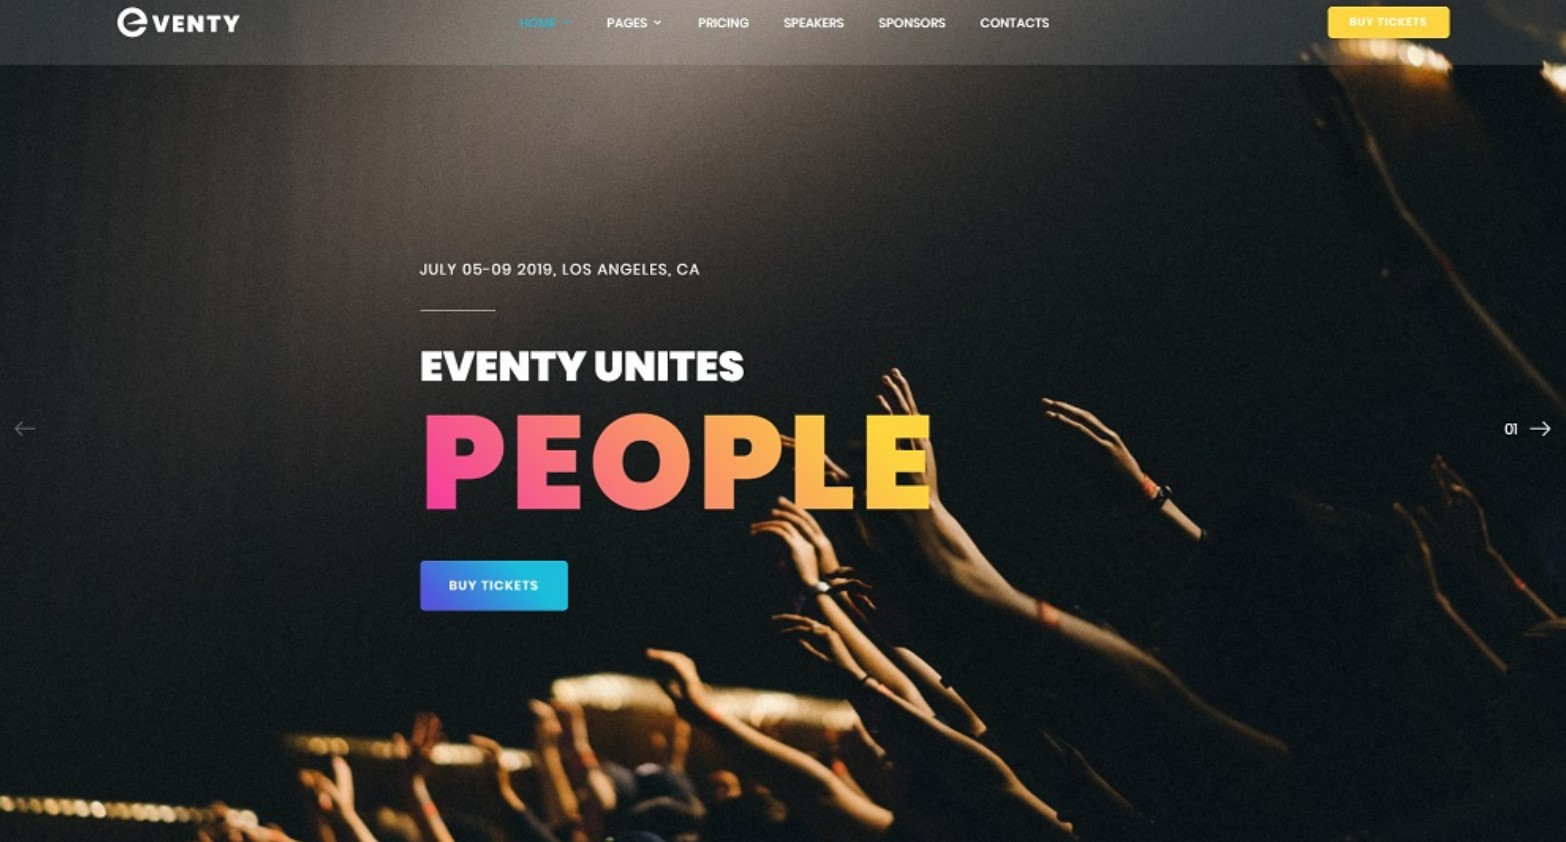 eVENTY
HOME PAGES PRICING SPEAKERS SPONSORS CONTACTS
BUY TICKETS
JULY 05-09 2019, LOS ANGELES, CA
EVENTY UNITES
PEOPLE
BUY TICKETS
01